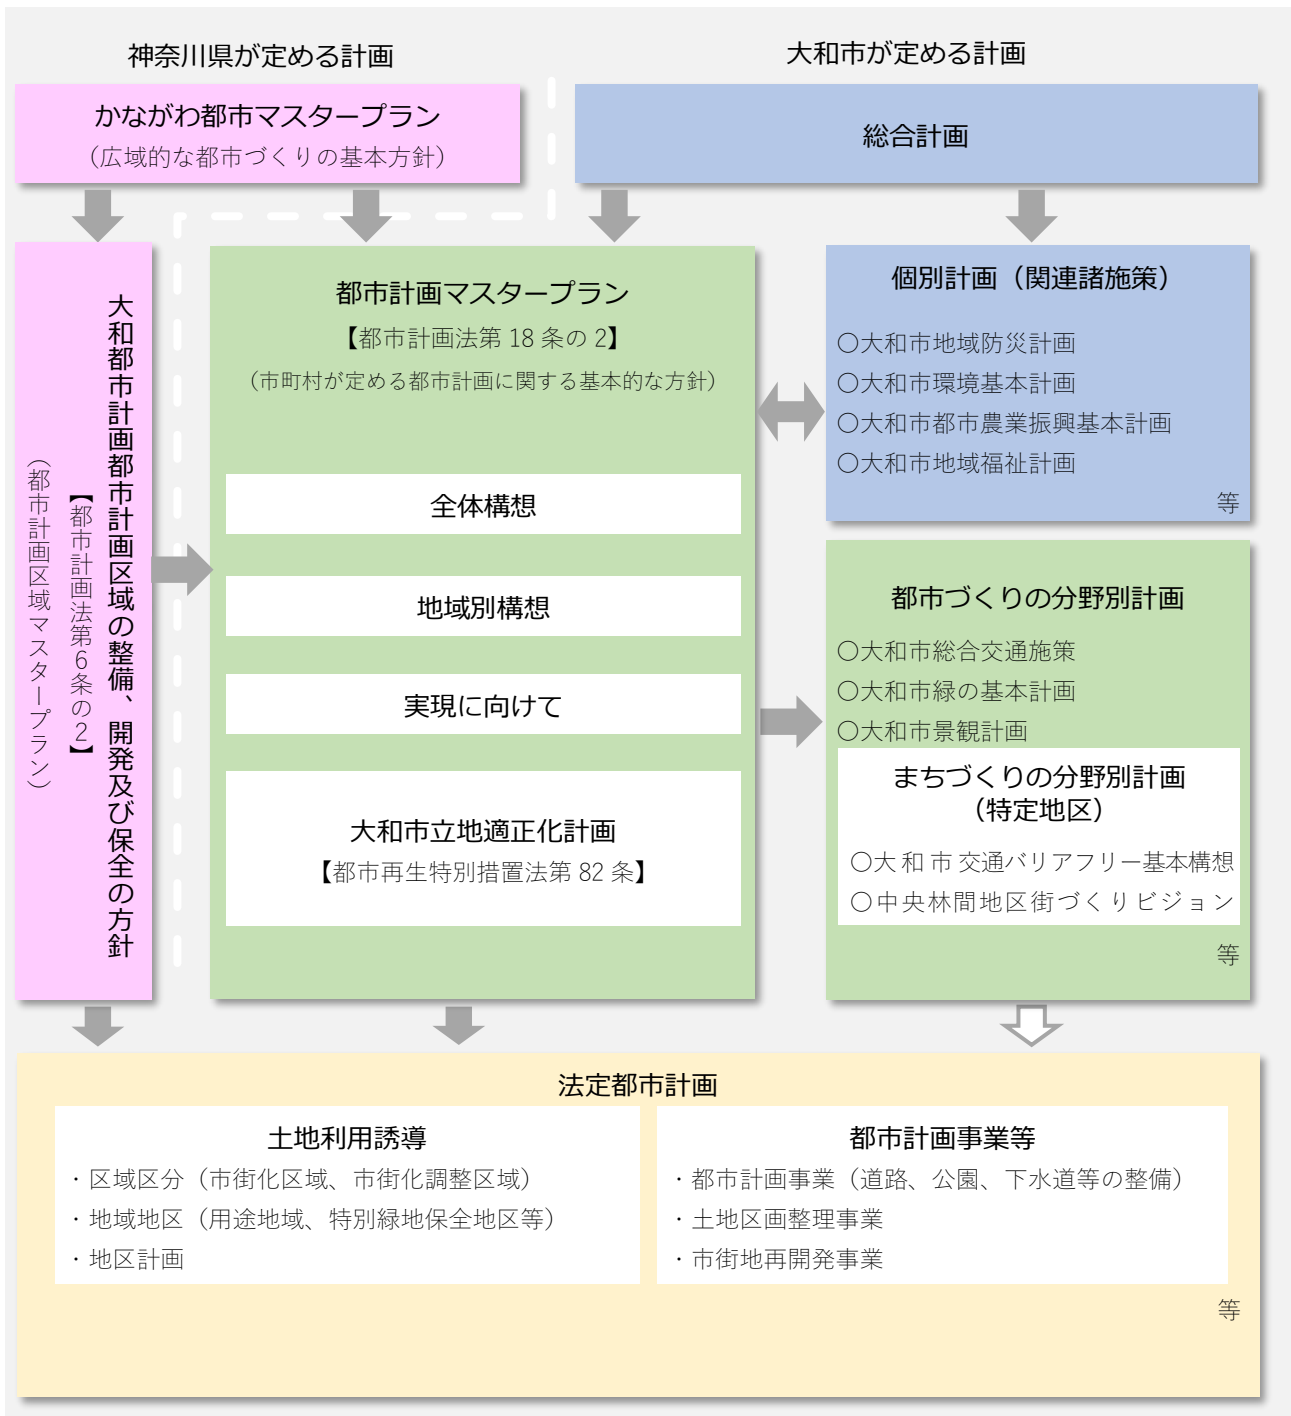 神奈川県が定める計画
大和市が定める計画
かながわ都市マスタープラン
（広域的な都市づくりの基本方針）
総合計画
大和都市計画都市計画区域の整備、開発及び保全の方針
【都市計画法第６条の２】
（都市計画区域マスタープラン）
都市計画マスタープラン
【都市計画法第 18 条の 2】
（市町村が定める都市計画に関する基本的な方針）
全体構想
地域別構想
実現に向けて
大和市立地適正化計画
【都市再生特別措置法第 82 条】
個別計画（関連諸施策）
〇大和市地域防災計画
〇大和市環境基本計画
〇大和市都市農業振興基本計画
〇大和市地域福祉計画
等
都市づくりの分野別計画
〇大和市総合交通施策
〇大和市緑の基本計画
〇大和市景観計画
まちづくりの分野別計画
（特定地区）
〇大和市交通バリアフリー基本構想
〇中央林間地区街づくりビジョン
等
法定都市計画
土地利用誘導
・区域区分（市街化区域、市街化調整区域）
・地域地区（用途地域、特別緑地保全地区等）
・地区計画
都市計画事業等
・都市計画事業（道路、公園、下水道等の整備）
・土地区画整理事業
・市街地再開発事業
等